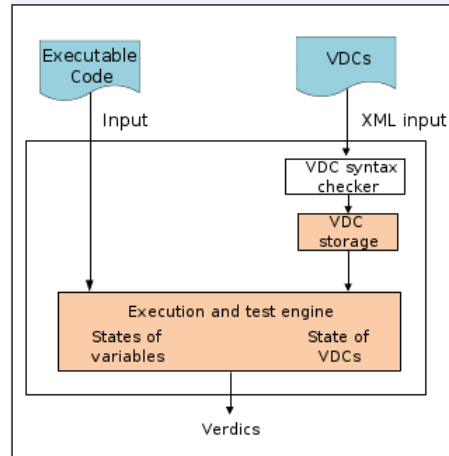 Executable
Code
VDCs
Input
XML input
VDC syntax
checker
VDC
storage
Execution and test engine
States of
variables
State of
VDCs
Verdics